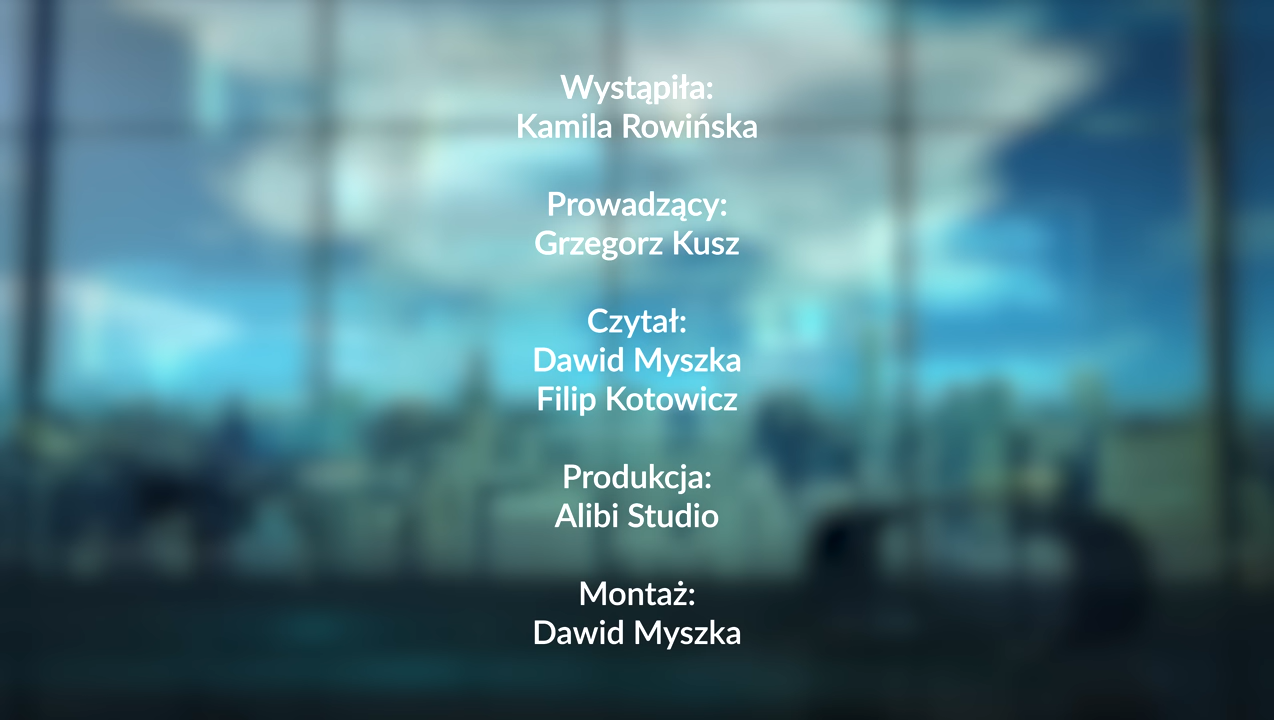 Wystąpiła:
Kamila Rowińska
Prowadzący:
Grzegorz Kusz
Czytał:
Dawid Myszka
Filip Kotowicz
Produkcja:
Alibi Studio
Montaż:
Dawid Myszka